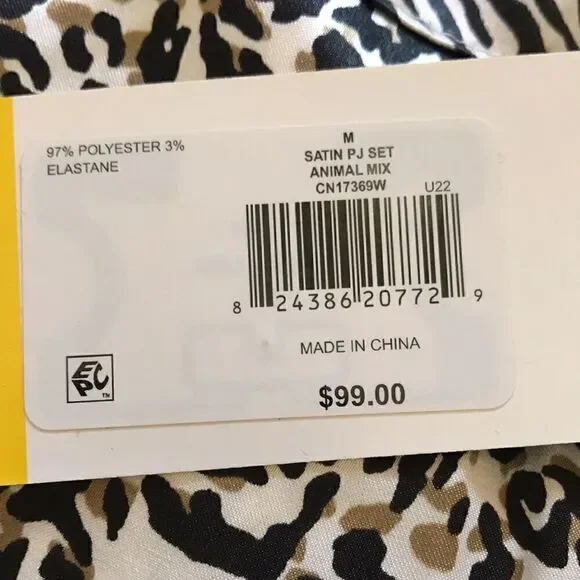 97% POLYESTER 3%
ELASTANE
M
SATIN PJ SET
ANIMAL MIX
CN17369W
U22
8 24386 20772 9
MADE IN CHINA
EPC
TM
$99.00